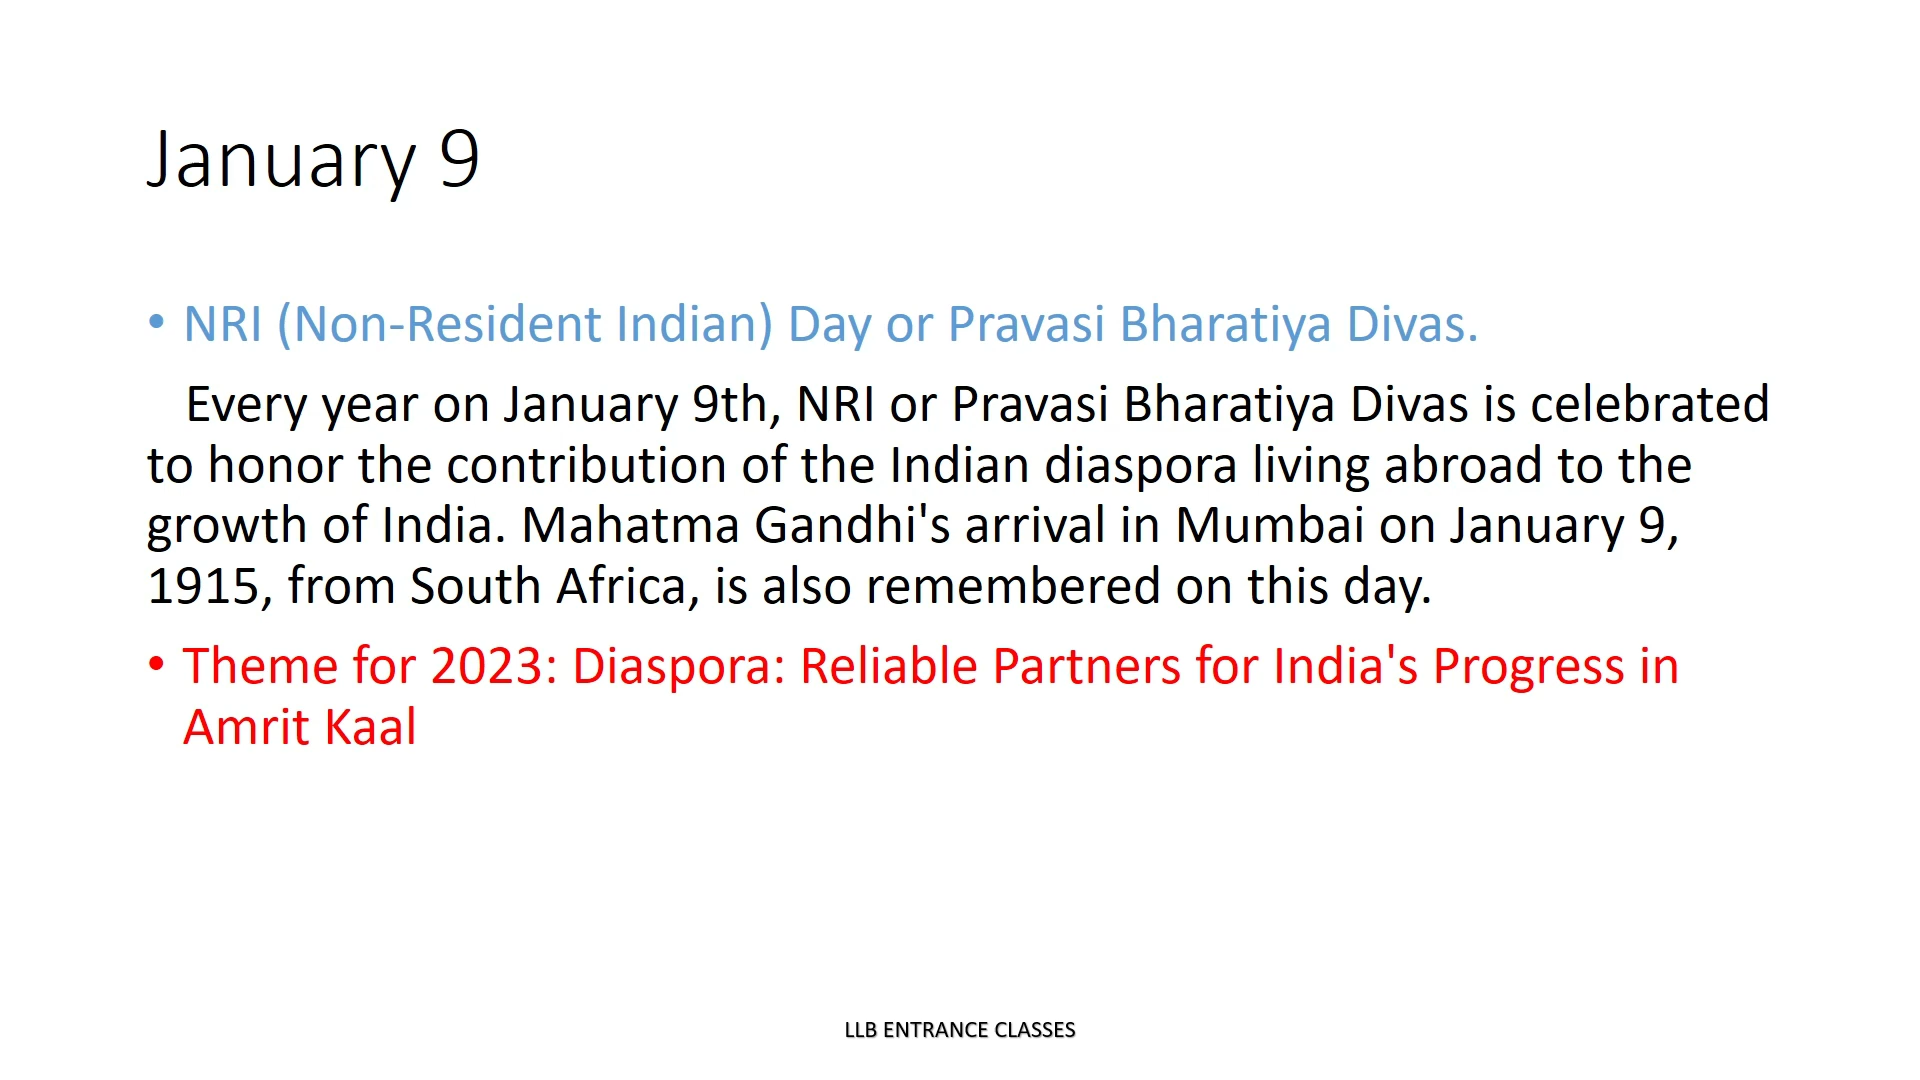 January 9
• NRI (Non-Resident Indian) Day or Pravasi Bharatiya Divas.
Every year on January 9th, NRI or Pravasi Bharatiya Divas is celebrated
to honor the contribution of the Indian diaspora living abroad to the
growth of India. Mahatma Gandhi's arrival in Mumbai on January 9,
1915, from South Africa, is also remembered on this day.
• Theme for 2023: Diaspora: Reliable Partners for India's Progress in
Amrit Kaal
LLB ENTRANCE CLASSES